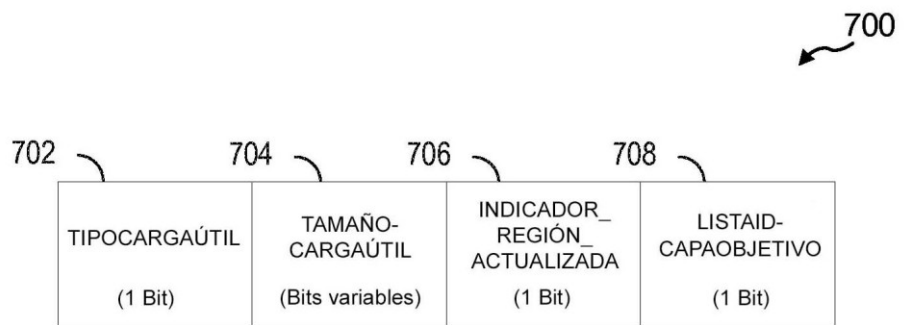 700
702
704
706
708
TIPOCARGAÚTIL
(1 Bit)
TAMAÑO-
CARGAÚTIL
(Bits variables)
INDICADOR_
REGIÓN_
ACTUALIZADA
(1 Bit)
LISTAID-
CAPAOBJETIVO
(1 Bit)